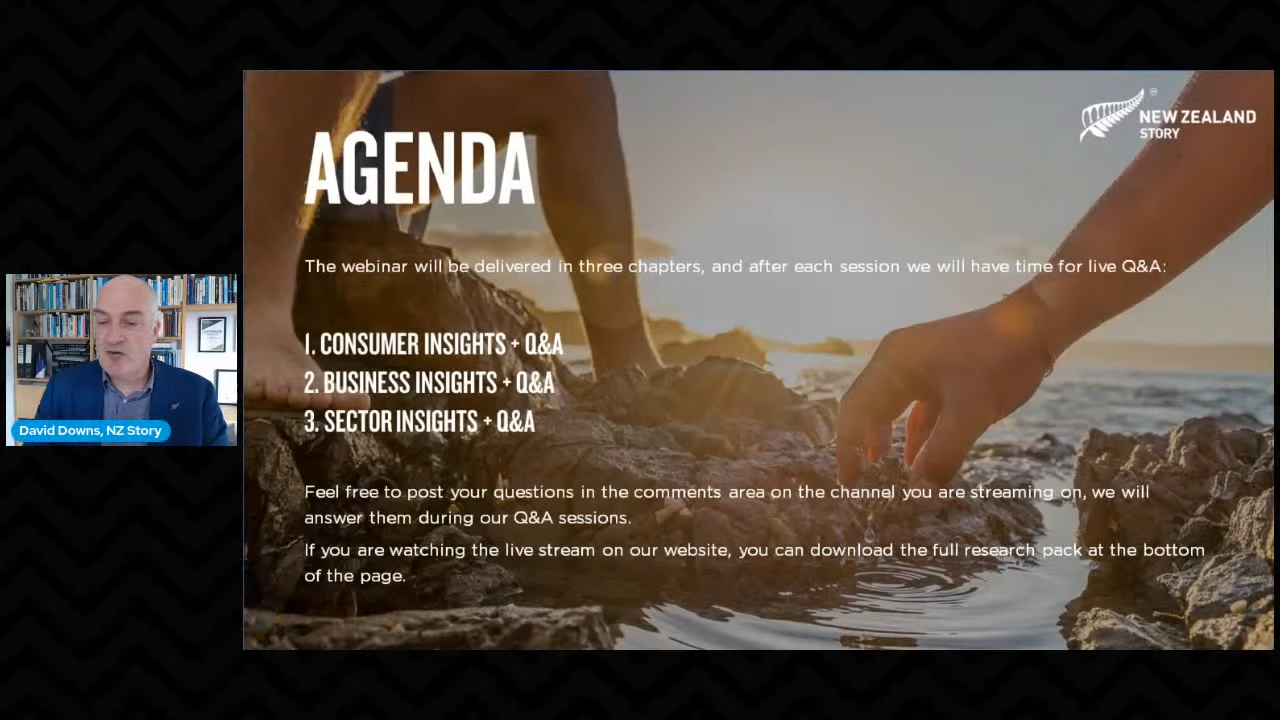 NEW ZEALAND
STORY
AGENDA
The webinar will be delivered in three chapters, and after each session we will have time for live Q&A:
1. CONSUMER INSIGHTS + Q&A
2. BUSINESS INSIGHTS + Q&A
3. SECTOR INSIGHTS + Q&A
Feel free to post your questions in the comments area on the channel you are streaming on, we will
answer them during our Q&A sessions.
If you are watching the live stream on our website, you can download the full research pack at the bottom
of the page.
David Downs, NZ Story